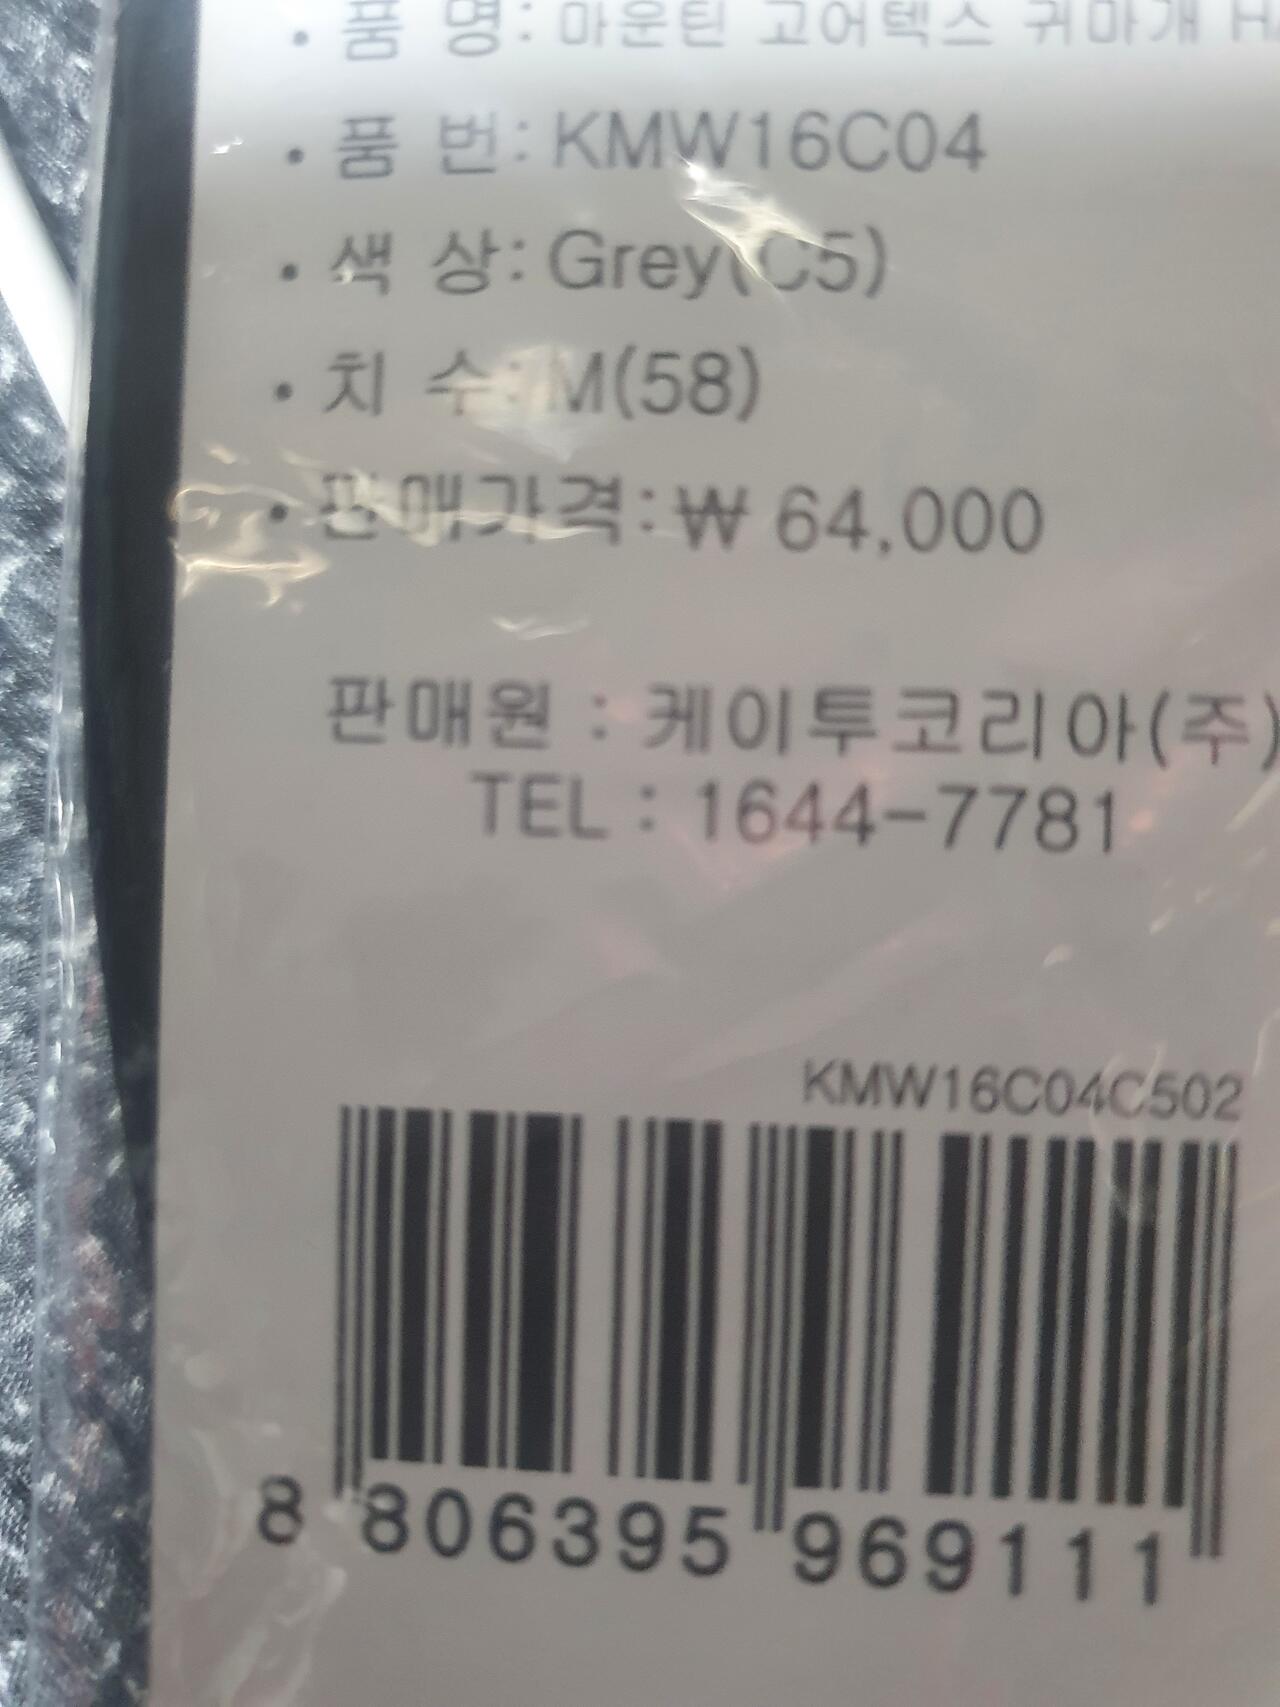 • 품 명: 마운틴 고어텍스 귀마개
• 품 번: KMW16C04
• 색 상: Grey(C5)
• 치 수: M(58)
• 판매가격: ₩ 64,000
판매원 : 케이투코리아(주)
TEL : 1644-7781
KMW16C04C502
8 806395 969111